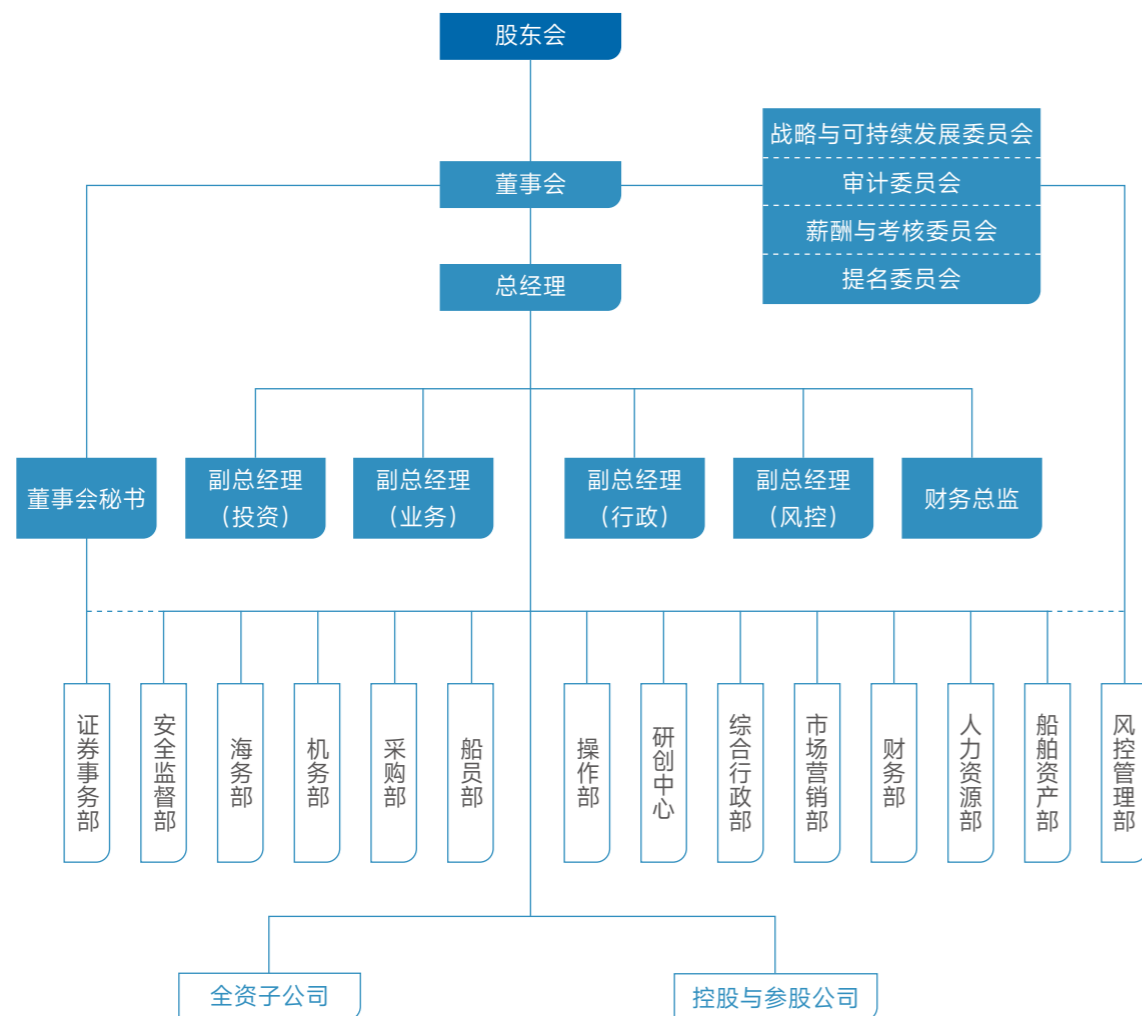 股东会
战略与可持续发展委员会
董事会
审计委员会
薪酬与考核委员会
总经理
提名委员会
董事会秘书
副总经理
（投资）
副总经理
（业务）
副总经理
（行政）
副总经理
（风控）
财务总监
证券事务部
安全监督部
海务部
机务部
采购部
船员部
操作部
研创中心
综合行政部
市场营销部
财务部
人力资源部
船舶资产部
风控管理部
全资子公司
控股与参股公司